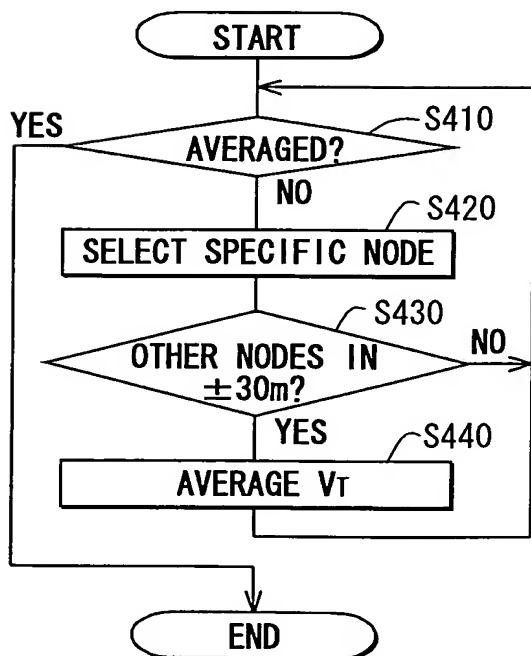 START
YES
S410
AVERAGED?
NO
S420
SELECT SPECIFIC NODE
S430
OTHER NODES IN
±30m?
NO
YES
S440
AVERAGE VT
END